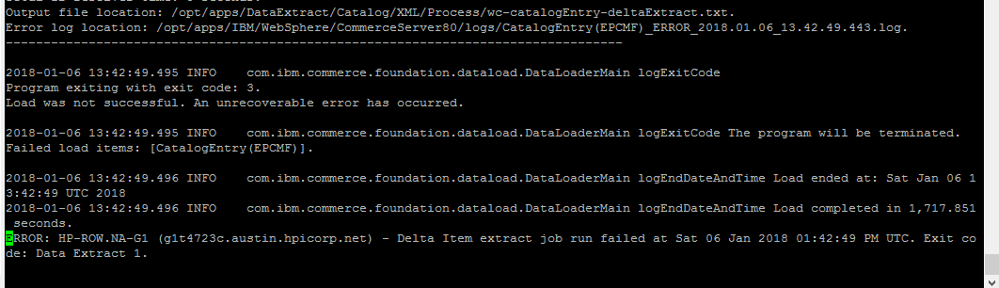 Output file location: /opt/apps/DataExtract/Catalog/XML/Process/wc-catalogEntry-deltaExtract.txt.
Error log location: /opt/apps/IBM/WebSphere/CommerceServer80/logs/CatalogEntry(EPCMF)_ERROR_2018.01.06_13.42.49.443.log.
----------------------------------------------------------------------------------
2018-01-06 13:42:49.495 INFO    com.ibm.commerce.foundation.dataload.DataLoaderMain logExitCode
Program exiting with exit code: 3.
Load was not successful. An unrecoverable error has occurred.
2018-01-06 13:42:49.495 INFO    com.ibm.commerce.foundation.dataload.DataLoaderMain logExitCode The program will be terminated.
Failed load items: [CatalogEntry(EPCMF)].
2018-01-06 13:42:49.496 INFO    com.ibm.commerce.foundation.dataload.DataLoaderMain logEndDateAndTime Load ended at: Sat Jan 06 1
3:42:49 UTC 2018
2018-01-06 13:42:49.496 INFO    com.ibm.commerce.foundation.dataload.DataLoaderMain logEndDateAndTime Load completed in 1,717.851
 seconds.
ERROR: HP-ROW.NA-G1 (g1t4723c.austin.hpicorp.net) - Delta Item extract job run failed at Sat 06 Jan 2018 01:42:49 PM UTC. Exit co
de: Data Extract 1.